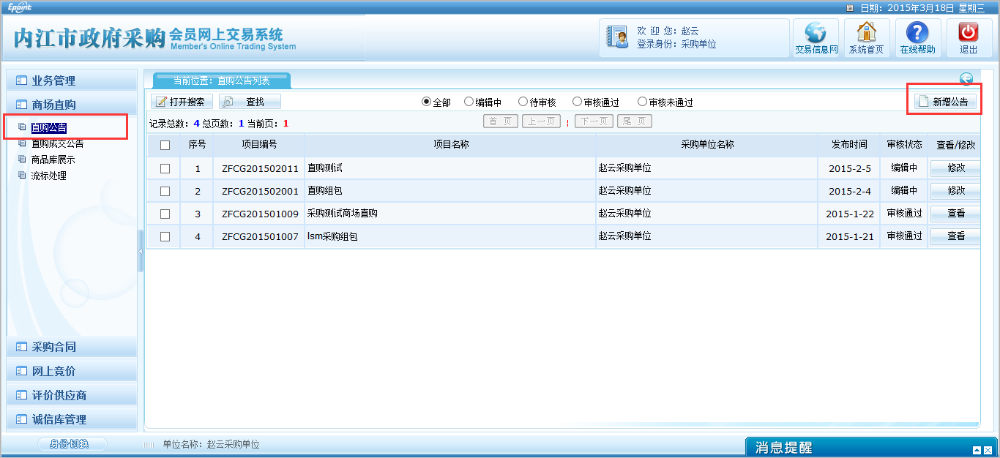 Epoint
日期：2015年3月18日 星期三
内江市政府采购 会员网上交易系统
Member's Online Trading System
欢 迎 您：赵云
登录身份：采购单位
交易信息网 系统首页 在线帮助 退出
业务管理
商场直购
直购公告
直购成交公告
商品库展示
流标处理
采购合同
网上竞价
评价供应商
诚信库管理
身份切换
当前位置：直购公告列表
打开搜索 查找 全部 编辑中 待审核 审核通过 审核未通过 新增公告
记录总数：4 总页数：1 当前页：1 首 页 上一页 下一页 尾 页
序号 项目编号 项目名称 采购单位名称 发布时间 审核状态 查看/修改
1 ZFCG201502011 直购测试 赵云采购单位 2015-2-5 编辑中 修改
2 ZFCG201502001 直购组包 赵云采购单位 2015-2-4 编辑中 修改
3 ZFCG201501009 采购测试商场直购 赵云采购单位 2015-1-22 审核通过 查看
4 ZFCG201501007 lsm采购组包 赵云采购单位 2015-1-21 审核通过 查看
单位名称：赵云采购单位
消息提醒